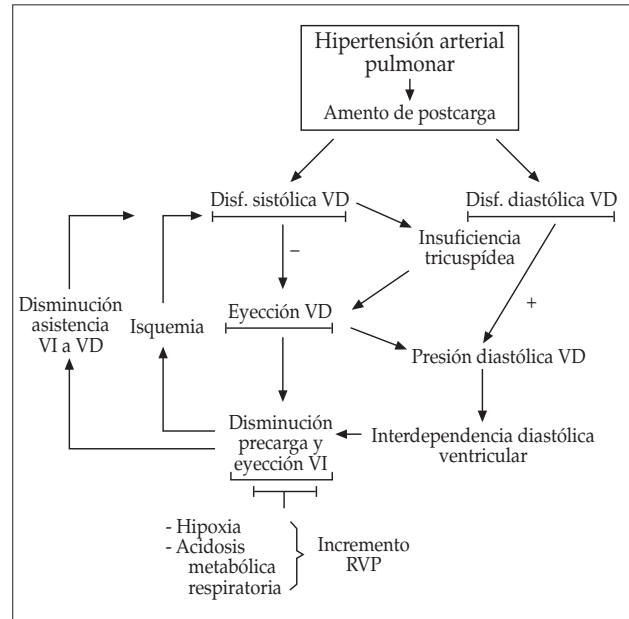 Hipertensión arterial
pulmonar
Amento de postcarga
Disf. sistólica VD
Disf. diastólica VD
–
Insuficiencia
tricuspídea
+
Disminución
asistencia
VI a VD
Isquemia
Eyección VD
Presión diastólica VD
Disminución
precarga y
eyección VI
Interdependencia diastólica
ventricular
- Hipoxia
- Acidosis
metabólica
respiratoria
Incremento
RVP